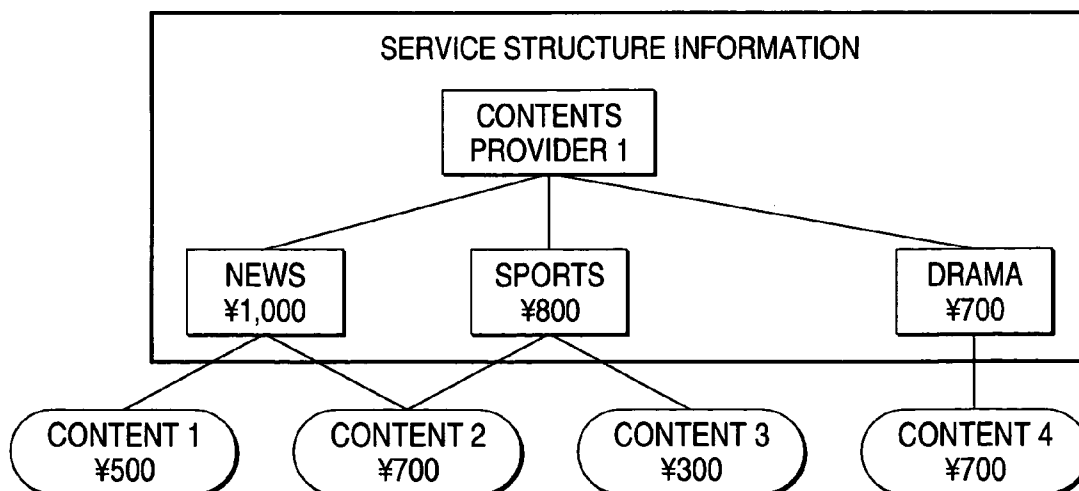 SERVICE STRUCTURE INFORMATION
CONTENTS
PROVIDER 1
NEWS
¥1,000
SPORTS
¥800
DRAMA
¥700
CONTENT 1
¥500
CONTENT 2
¥700
CONTENT 3
¥300
CONTENT 4
¥700